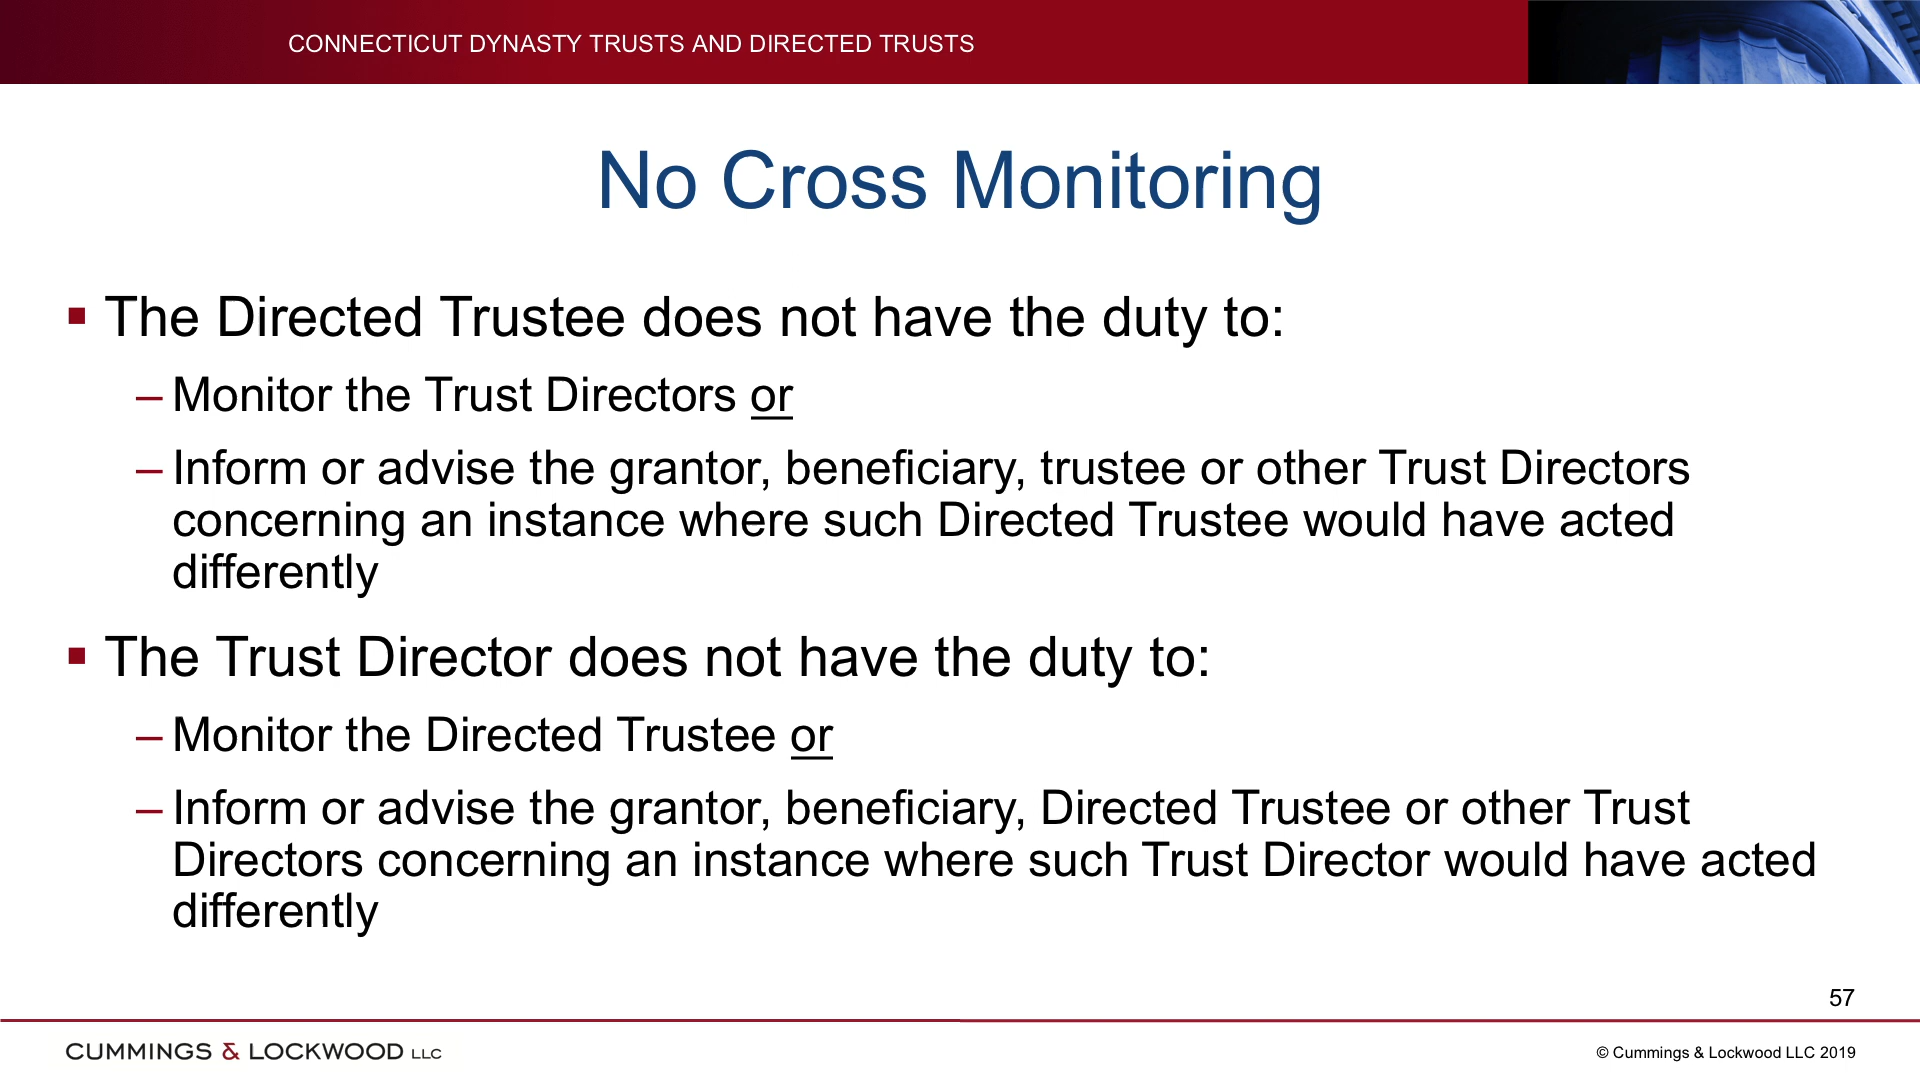 CONNECTICUT DYNASTY TRUSTS AND DIRECTED TRUSTS
No Cross Monitoring
▪ The Directed Trustee does not have the duty to:
– Monitor the Trust Directors or
– Inform or advise the grantor, beneficiary, trustee or other Trust Directors
concerning an instance where such Directed Trustee would have acted
differently
▪ The Trust Director does not have the duty to:
– Monitor the Directed Trustee or
– Inform or advise the grantor, beneficiary, Directed Trustee or other Trust
Directors concerning an instance where such Trust Director would have acted
differently
57
CUMMINGS & LOCKWOOD LLC
© Cummings & Lockwood LLC 2019